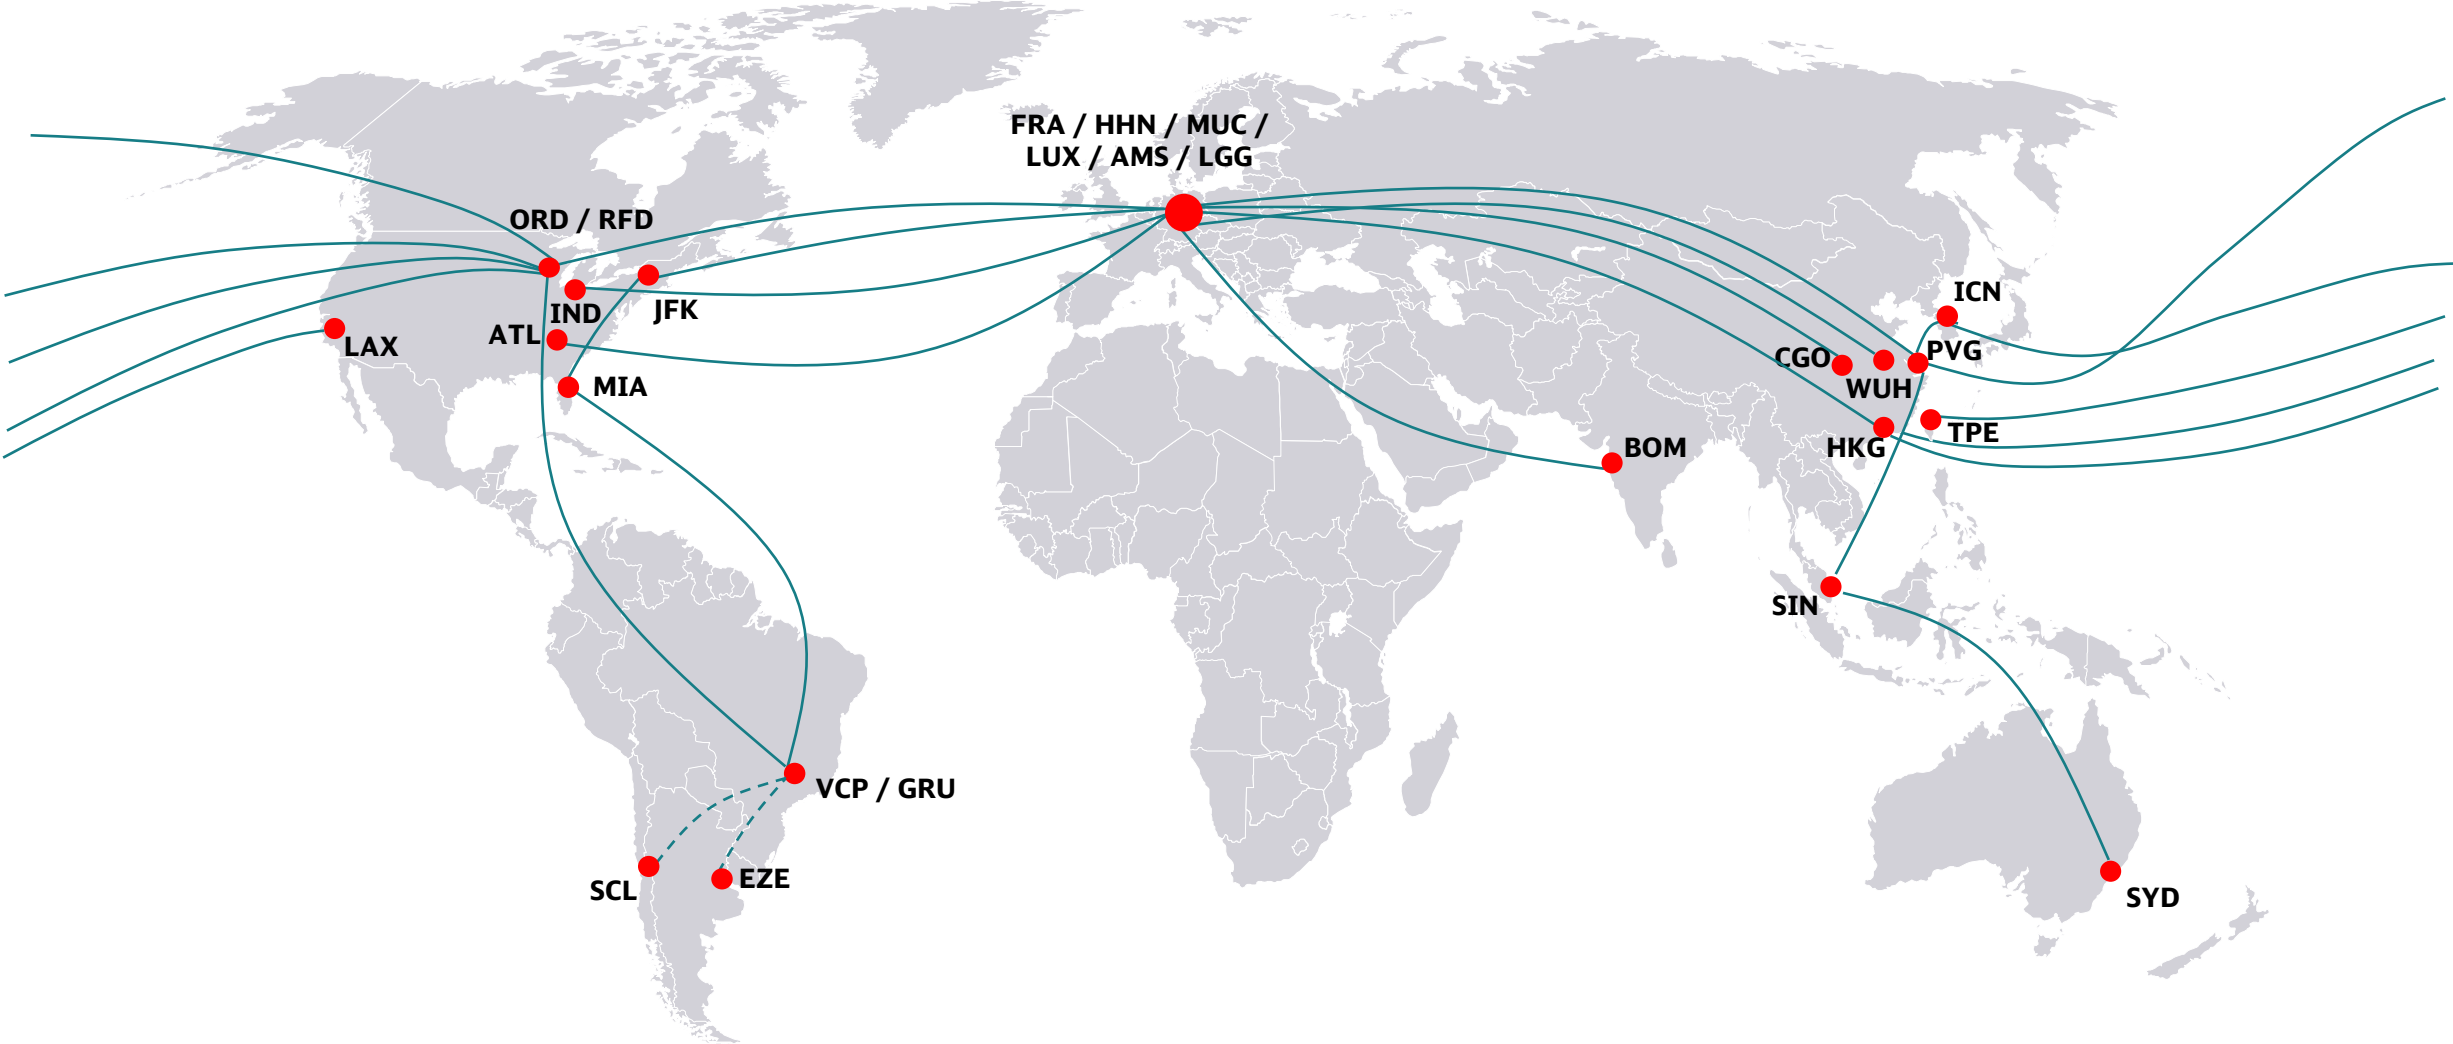 FRA / HHN / MUC /
LUX / AMS / LGG
ORD / RFD
ICN
IND
JFK
ATL
LAX
PVG
CGO
WUH
MIA
TPE
HKG
BOM
SIN
VCP / GRU
EZE
SCL
SYD